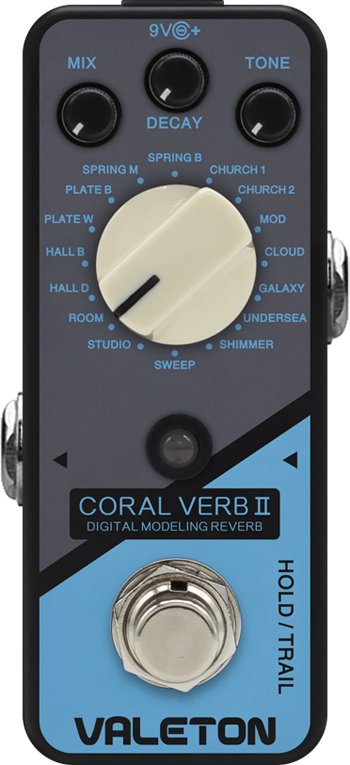 9V
MIX
TONE
DECAY
SPRING B
SPRING M
CHURCH 1
PLATE B
CHURCH 2
PLATE W
MOD
HALL B
CLOUD
HALL D
GALAXY
ROOM
UNDERSEA
STUDIO
SHIMMER
SWEEP
CORAL VERB II
DIGITAL MODELING REVERB
HOLD / TRAIL
VALETON